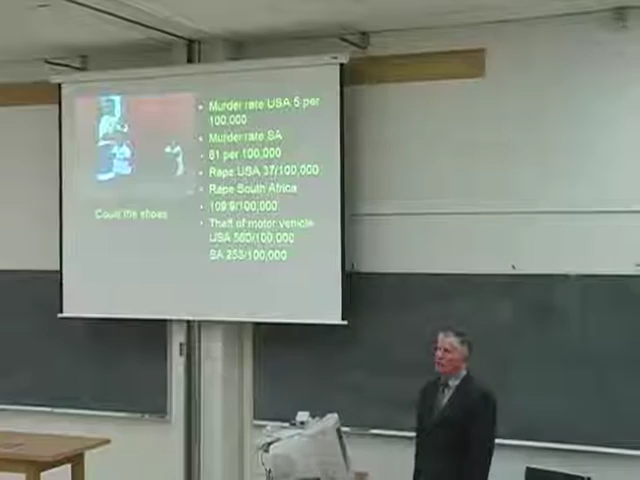 Murder rate USA 5 per
100,000
Murder rate SA
61 per 100,000
Rape USA 37/100,000
Rape South Africa
109.9/100,000
Theft of motor vehicle
USA 560/100,000
SA 253/100,000
Count the shoes